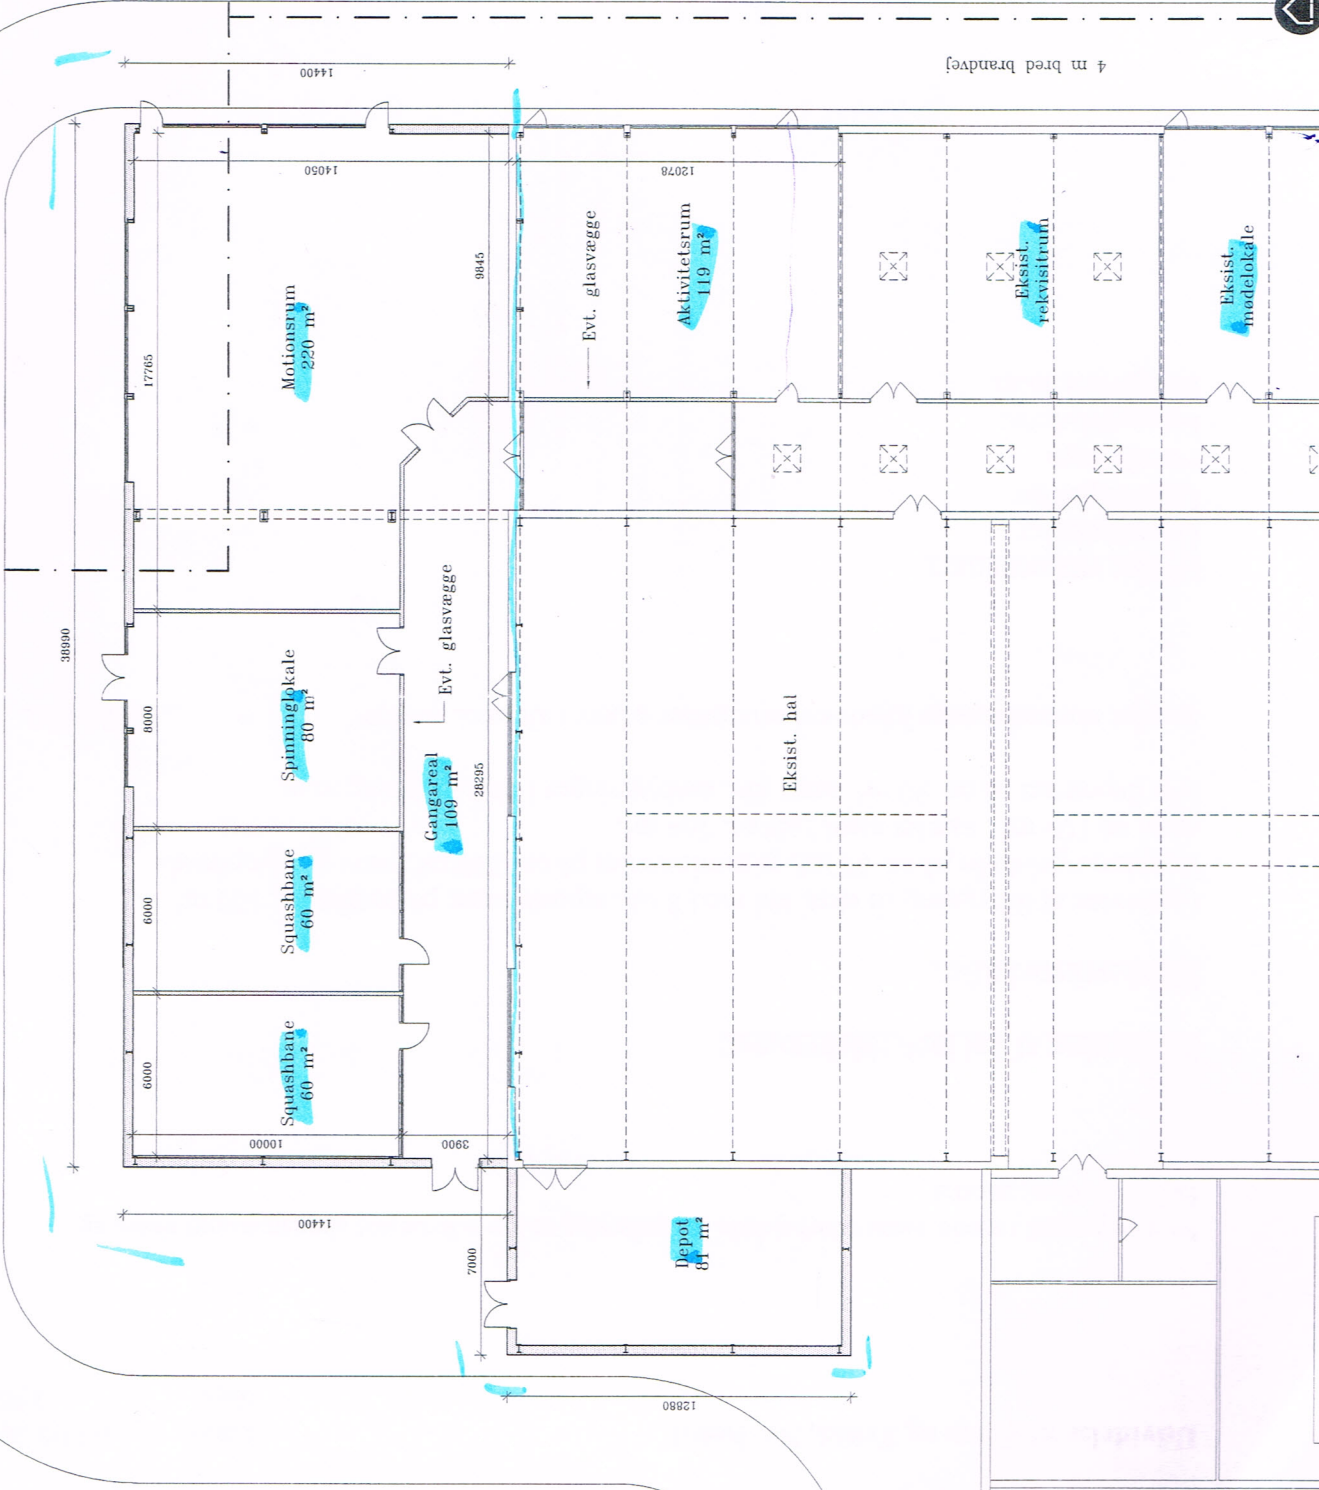 4 m bred brandvej
14400
14050
12078
9845
17765
38990
Motionsrum
220 m²
Evt. glasvægge
Aktivitetsrum
119 m²
Eksist.
rekvisitrum
Eksist.
mødelokale
Evt. glasvægge
8000
Spinninglokale
80 m²
Gangareal
109 m²
28295
Eksist. hal
6000
Squashbane
60 m²
6000
Squashbane
60 m²
10000
3900
14400
7000
Depot
81 m²
12880